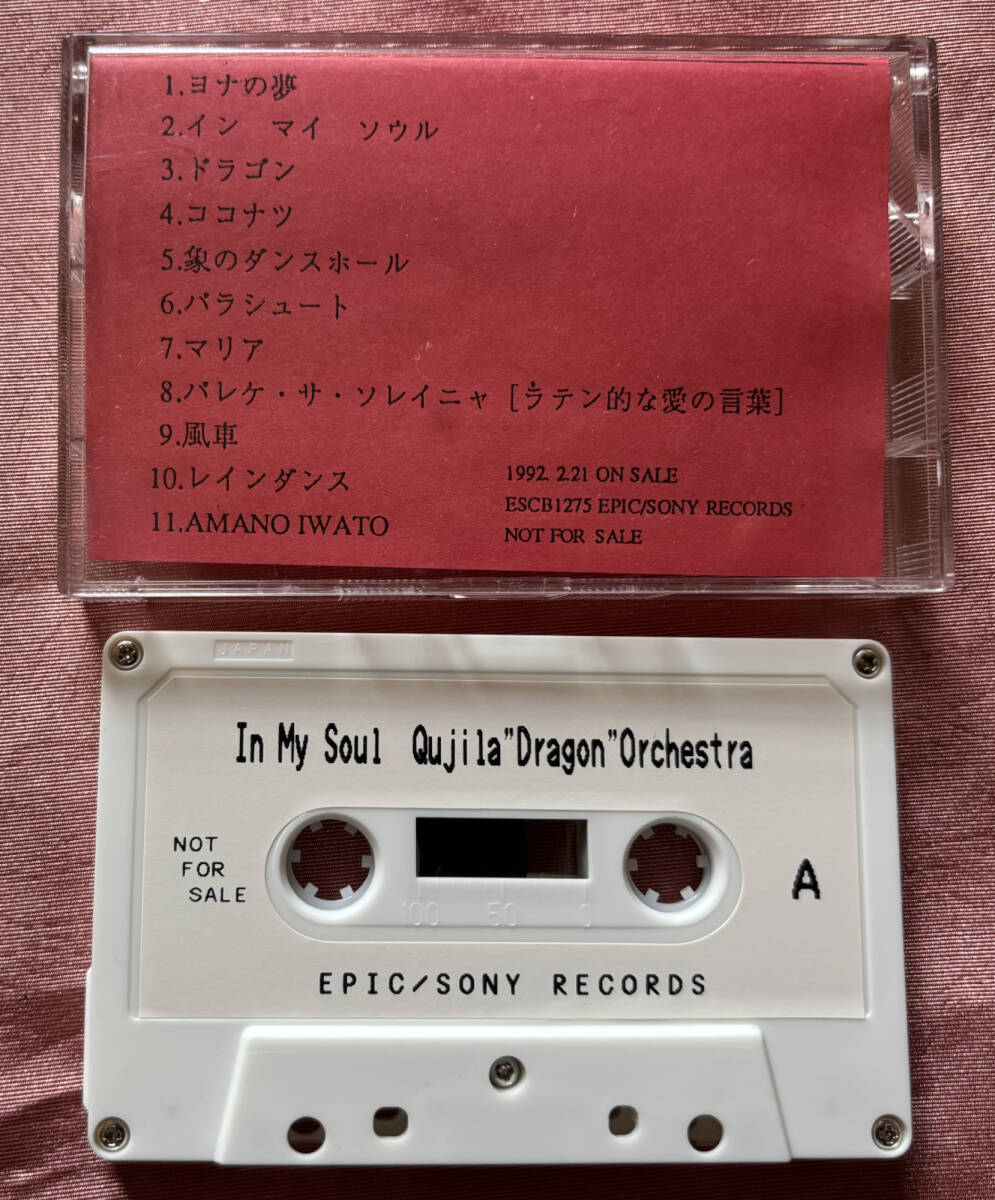 1.ヨナの夢
2.イン マイ ソウル
3.ドラゴン
4.ココナツ
5.象のダンスホール
6.パラシュート
7.マリア
8.パレケ・サ・ソレイニャ [ラテン的な愛の言葉]
9.風車
10.レインダンス
11.AMANO IWATO
1992. 2.21 ON SALE
ESCB1275 EPIC/SONY RECORDS
NOT FOR SALE
JAPAN
In My Soul Qujila"Dragon"Orchestra
NOT
FOR
SALE
A
100 50 0
EPIC/SONY RECORDS